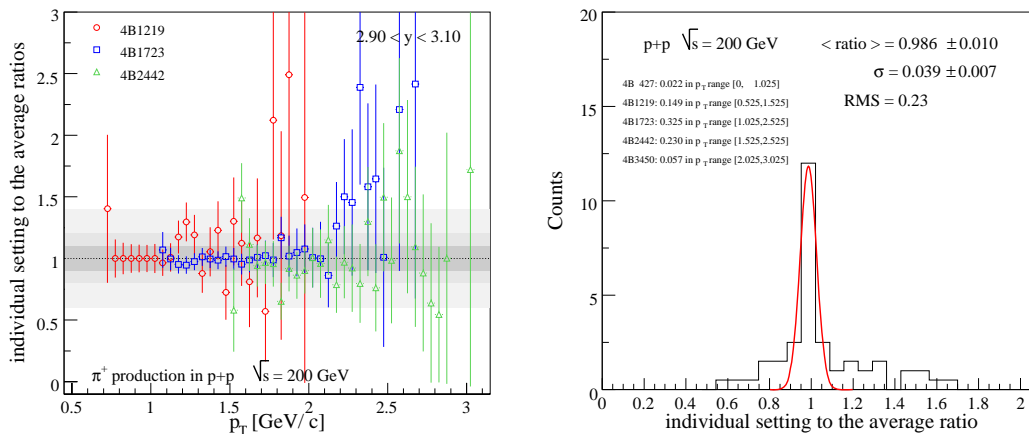 individual setting to the average ratios
3
2.5
2
1.5
1
0.5
0
4B1219
4B1723
4B2442
2.90 < y < 3.10
π+ production in p+p √s = 200 GeV
0.5 1 1.5 2 2.5 3
pT [GeV/ c]
Counts
20
15
10
5
0
p+p √s = 200 GeV
< ratio > = 0.986 ± 0.010
σ = 0.039 ± 0.007
RMS = 0.23
4B 427: 0.022 in pT range [0, 1.025]
4B1219: 0.149 in pT range [0.525,1.525]
4B1723: 0.325 in pT range [1.025,2.525]
4B2442: 0.230 in pT range [1.525,2.525]
4B3450: 0.057 in pT range [2.025,3.025]
0 0.2 0.4 0.6 0.8 1 1.2 1.4 1.6 1.8 2
individual setting to the average ratio